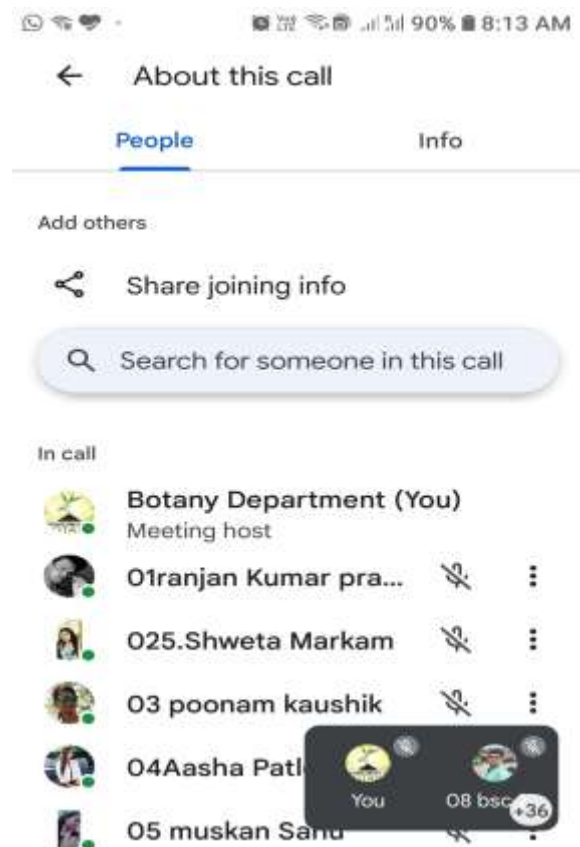 90% 8:13 AM
About this call
People Info
Add others
Share joining info
Search for someone in this call
In call
Botany Department (You)
Meeting host
01ranjan Kumar pra...
025.Shweta Markam
03 poonam kaushik
04Aasha Patl
You 08 bsc
+36
05 muskan Sahu